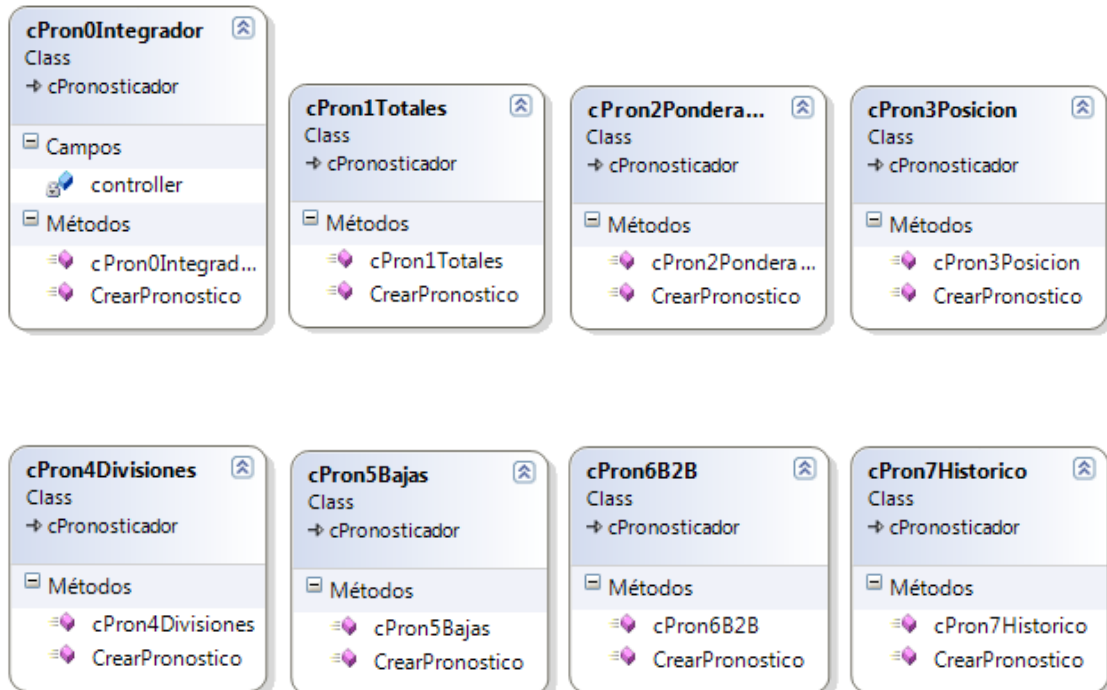 cPron0Integrador
Class
cPronosticador
Campos
controller
Métodos
cPron0Integrad...
CrearPronostico
cPron1Totales
Class
cPronosticador
Métodos
cPron1Totales
CrearPronostico
cPron2Pondera...
Class
cPronosticador
Métodos
cPron2Pondera...
CrearPronostico
cPron3Posicion
Class
cPronosticador
Métodos
cPron3Posicion
CrearPronostico
cPron4Divisiones
Class
cPronosticador
Métodos
cPron4Divisiones
CrearPronostico
cPron5Bajas
Class
cPronosticador
Métodos
cPron5Bajas
CrearPronostico
cPron6B2B
Class
cPronosticador
Métodos
cPron6B2B
CrearPronostico
cPron7Historico
Class
cPronosticador
Métodos
cPron7Historico
CrearPronostico